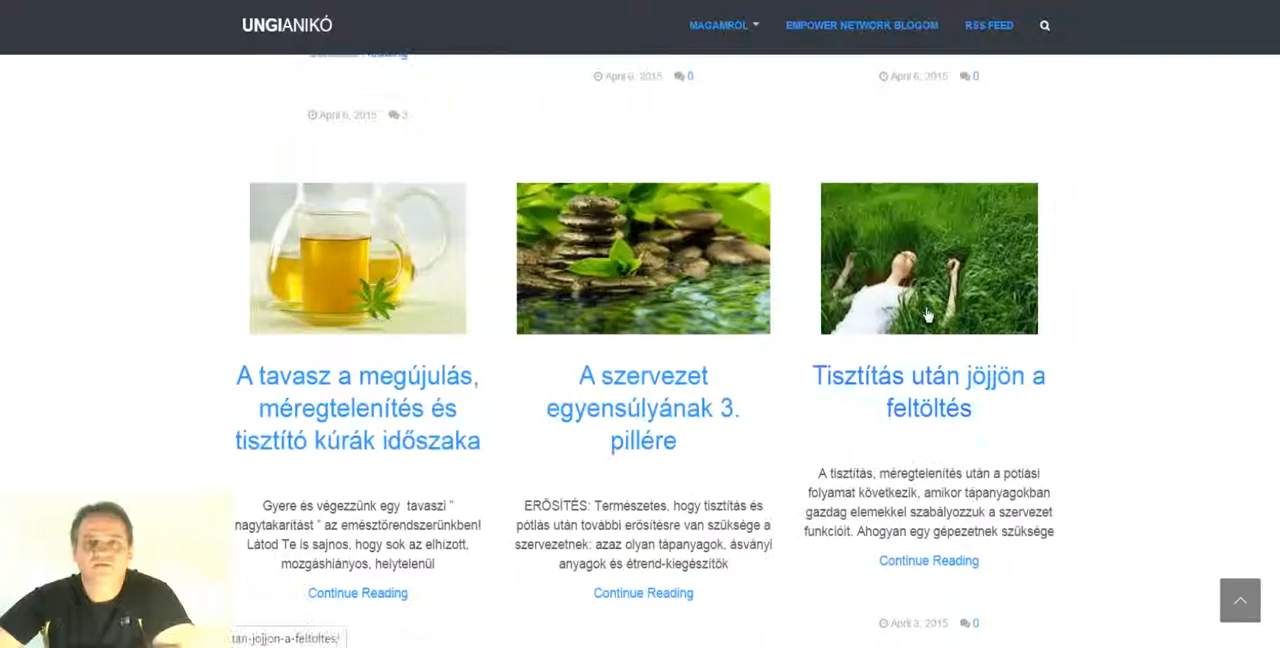 UNGIANIKÓ
MAGAMRÓL
EMPOWER NETWORK BLOGOM
RSS FEED
April 6, 2015 0
April 6, 2015 0
April 6, 2015 3
A tavasz a megújulás,
méregtelenítés és
tisztító kúrák időszaka
Gyere és végezzünk egy tavaszi "
nagytakarítást " az emésztőrendszerünkben!
Látod Te is sajnos, hogy sok az elhízott,
mozgáshiányos, helytelenül
Continue Reading
A szervezet
egyensúlyának 3.
pillére
ERŐSÍTÉS: Természetes, hogy tisztítás és
pótlás után további erősítésre van szüksége a
szervezetnek: azaz olyan tápanyagok, ásványi
anyagok és étrend-kiegészítők
Continue Reading
Tisztítás után jöjjön a
feltöltés
A tisztítás, méregtelenítés után a pótlási
folyamat következik, amikor tápanyagokban
gazdag elemekkel szabályozzuk a szervezet
funkcióit. Ahogyan egy gépezetnek szüksége
Continue Reading
April 3, 2015 0
tan-jojjon-a-feltoltes/